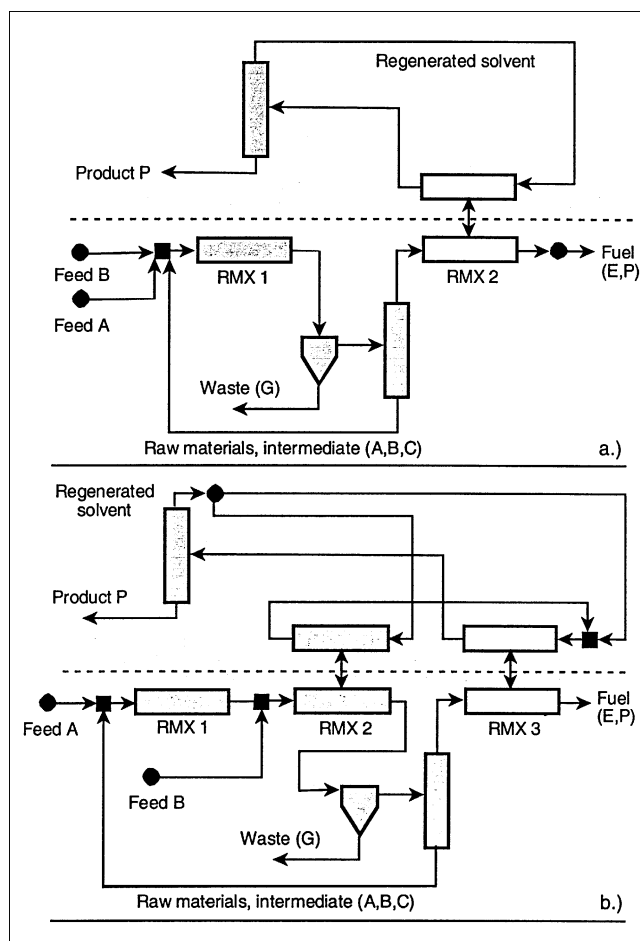 Regenerated solvent
Product P
Feed B
Feed A
RMX 1
RMX 2
Fuel
(E,P)
Waste (G)
Raw materials, intermediate (A,B,C)
a.)
Regenerated
solvent
Product P
Feed A
RMX 1
RMX 2
RMX 3
Fuel
(E,P)
Feed B
Waste (G)
Raw materials, intermediate (A,B,C)
b.)